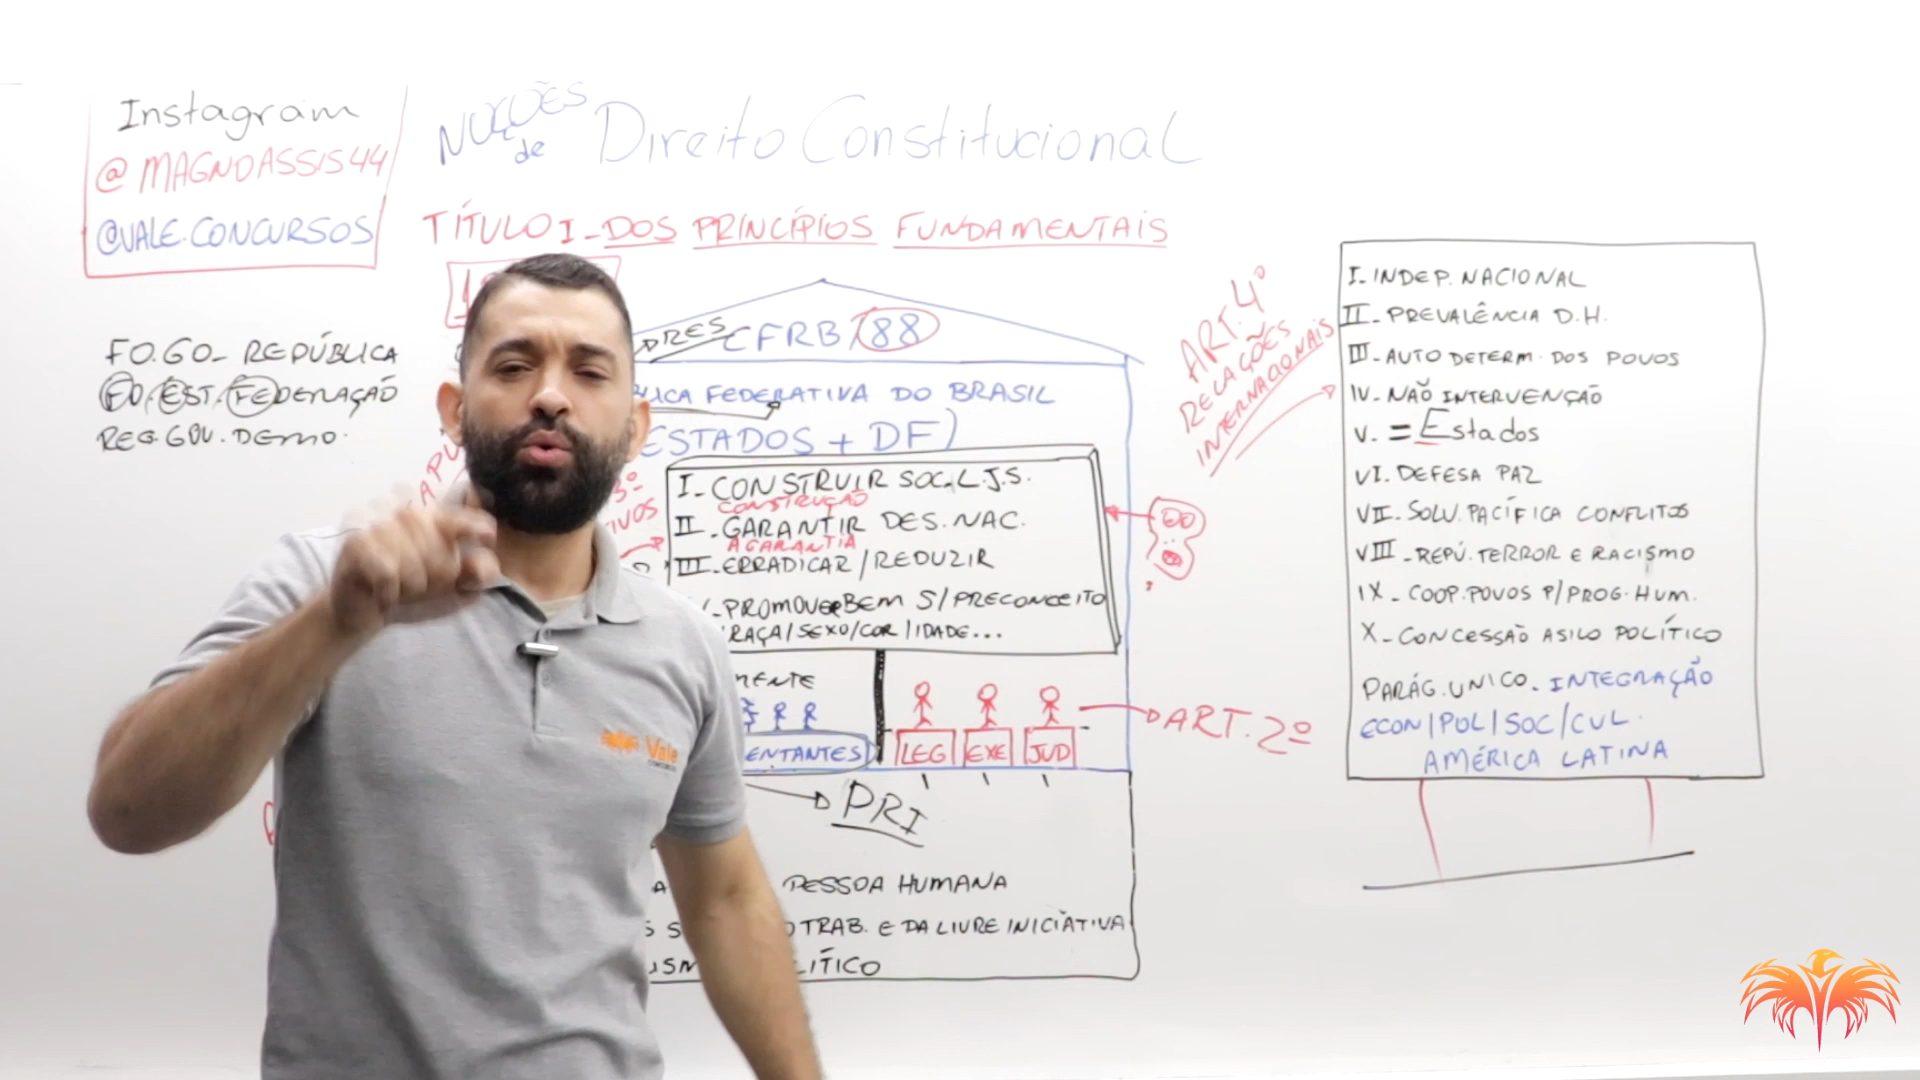 Instagram
@MAGNOASSIS44
@VALE.CONCURSOS
NOÇÕES
de
Direito Constitucional
TÍTULO I - DOS PRINCÍPIOS FUNDAMENTAIS
FO.GO - REPÚBLICA
FO.EST.FEDERAÇÃO
REG.GOV.DEMO.
CFRB/88
FEDERATIVA DO BRASIL
ESTADOS + DF)
I - CONSTRUIR SOC. L.J.S.
CONSTRUÇÃO
II - GARANTIR DES. NAC.
A GARANTIA
III - ERRADICAR / REDUZIR
- PROMOVER BEM S/ PRECONCEITO
RAÇA/SEXO/COR/IDADE...
LEG EXE JUD
ART. 2º
PRI
PESSOA HUMANA
TRAB. E DA LIVRE INICIATIVA
ART. 4º
RELAÇÕES
INTERNACIONAIS
I - INDEP. NACIONAL
II - PREVALÊNCIA D.H.
III - AUTO DETERM. DOS POVOS
IV - NÃO INTERVENÇÃO
V. = Estados
VI. DEFESA PAZ
VII - SOLU. PACÍFICA CONFLITOS
VIII - REPÚ. TERROR E RACISMO
IX - COOP. POVOS P/ PROG. HUM.
X - CONCESSÃO ASILO POLÍTICO
PARÁG. UNICO. INTEGRAÇÃO
ECON/POL/SOC/CUL.
AMÉRICA LATINA
Vale